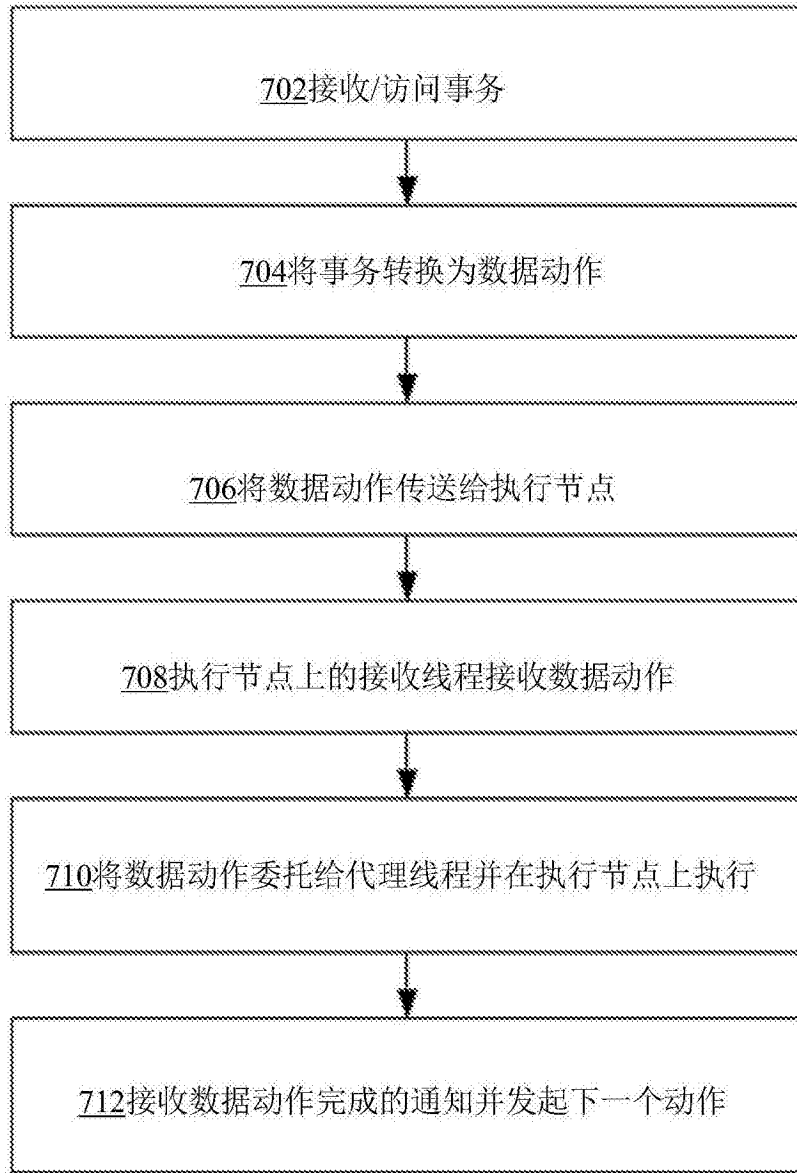 702接收/访问事务
704将事务转换为数据动作
706将数据动作传送给执行节点
708执行节点上的接收线程接收数据动作
710将数据动作委托给代理线程并在执行节点上执行
712接收数据动作完成的通知并发起下一个动作